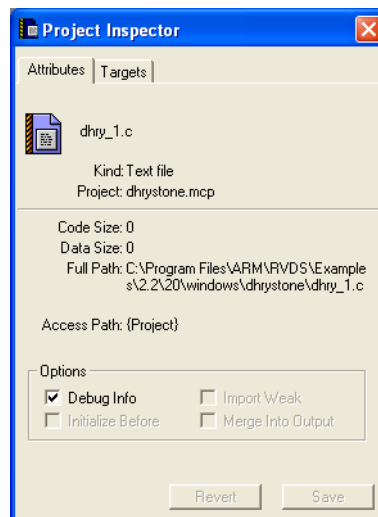 Project Inspector
Attributes Targets
dhry_1.c
Kind: Text file
Project: dhrystone.mcp
Code Size: 0
Data Size: 0
Full Path: C:\Program Files\ARM\RVDS\Example
s\2.2\20\windows\dhrystone\dhry_1.c
Access Path: {Project}
Options
Debug Info Import Weak
Initialize Before Merge Into Output
Revert Save